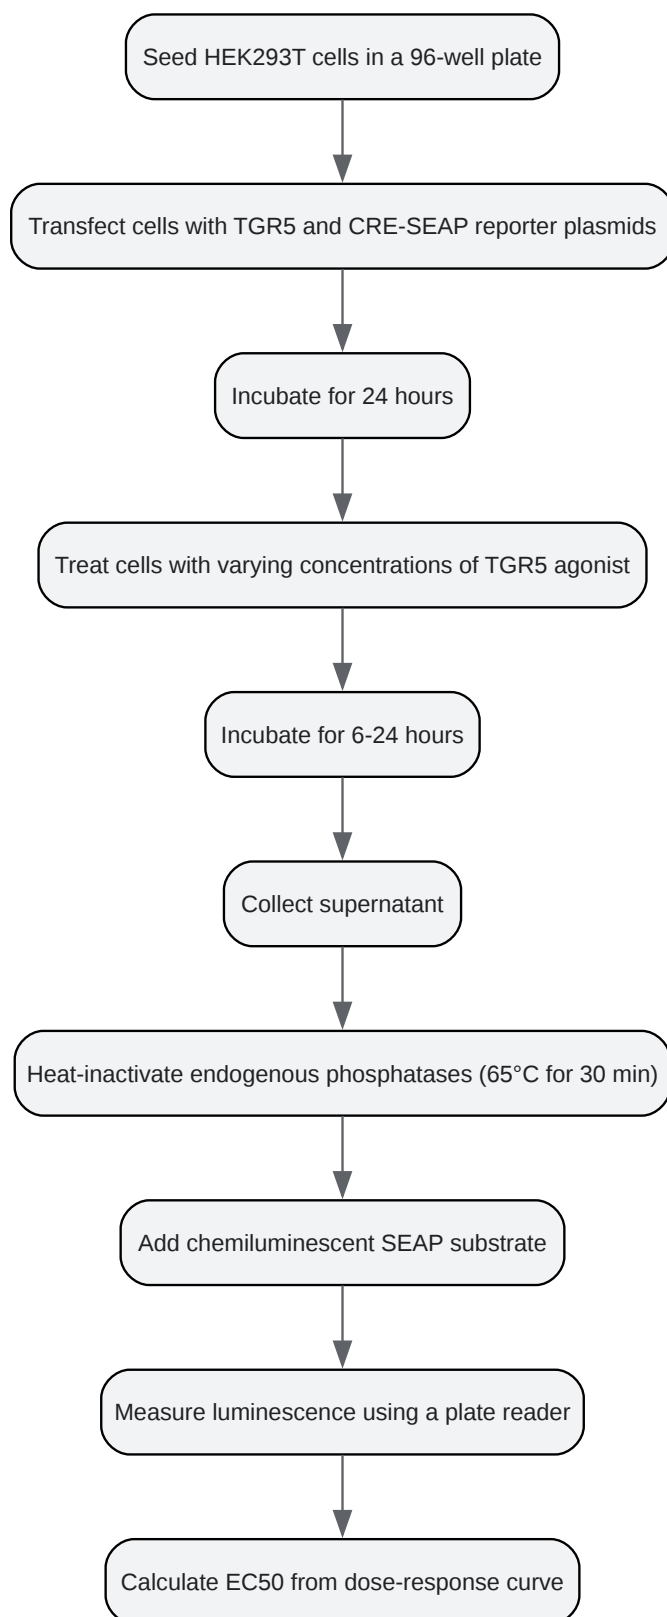 Seed HEK293T cells in a 96-well plate
Transfect cells with TGR5 and CRE-SEAP reporter plasmids
Incubate for 24 hours
Treat cells with varying concentrations of TGR5 agonist
Incubate for 6-24 hours
Collect supernatant
Heat-inactivate endogenous phosphatases (65°C for 30 min)
Add chemiluminescent SEAP substrate
Measure luminescence using a plate reader
Calculate EC50 from dose-response curve